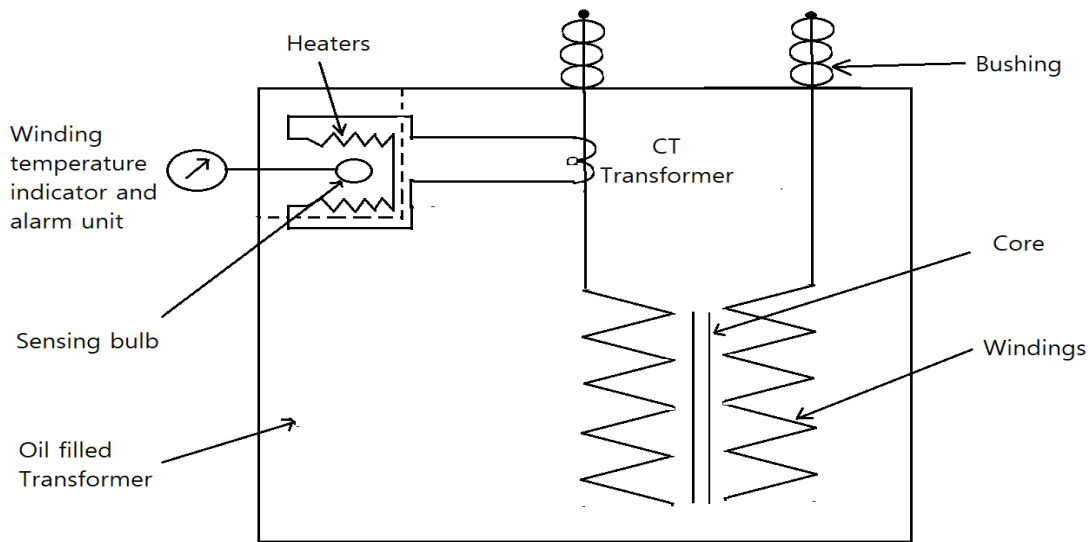 Heaters
Bushing
Winding
temperature
indicator and
alarm unit
CT
Transformer
Core
Sensing bulb
Windings
Oil filled
Transformer